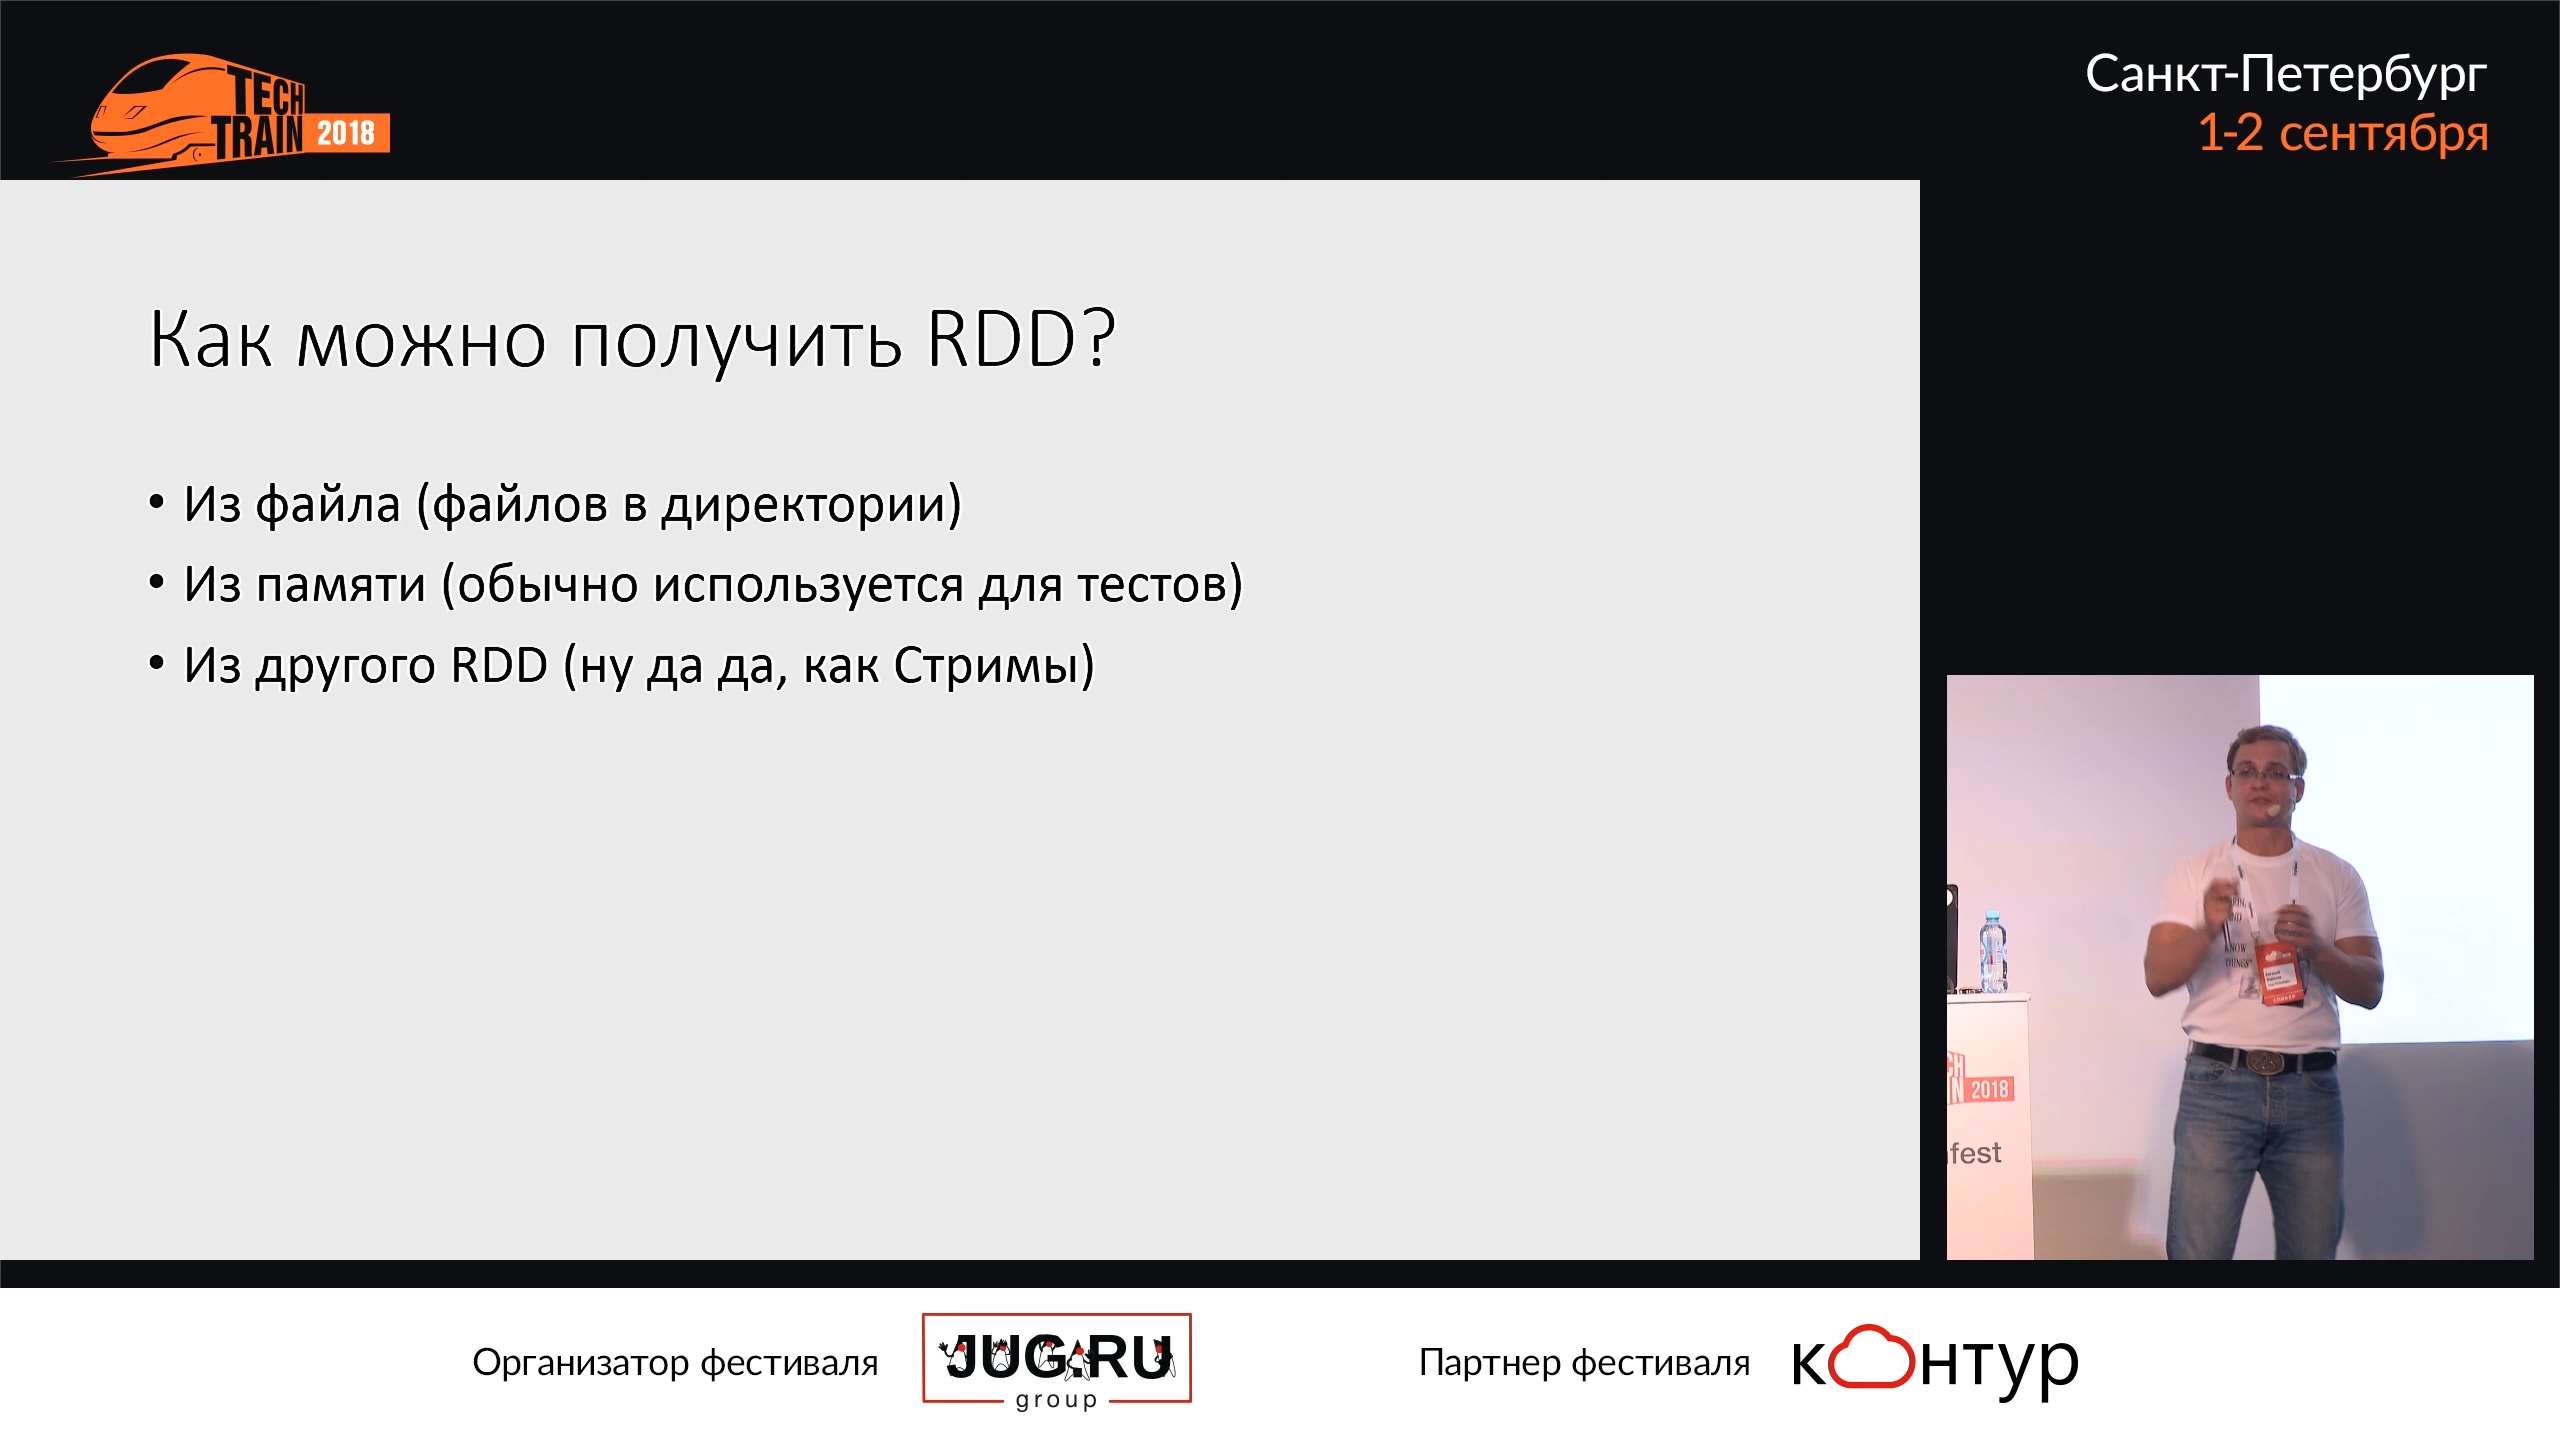 TECH
TRAIN 2018
Санкт-Петербург
1-2 сентября
Как можно получить RDD?
• Из файла (файлов в директории)
• Из памяти (обычно используется для тестов)
• Из другого RDD (ну да да, как Стримы)
KNOW
THINGS
2018
fest
Организатор фестиваля
JUG.RU
group
Партнер фестиваля
контур